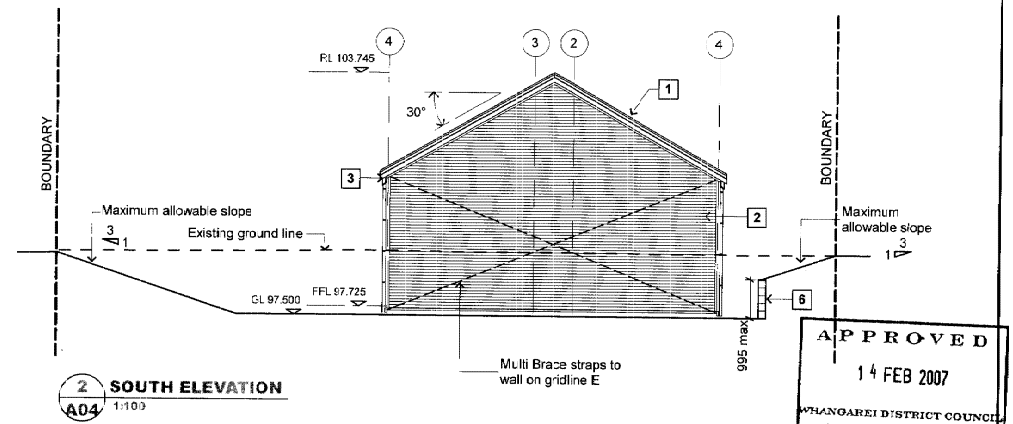 4
3
2
4
RL 103.745
1
30°
BOUNDARY
BOUNDARY
3
Maximum allowable slope
3
1
Existing ground line
2
Maximum
allowable slope
3
1
FFL 97.725
GL 97.500
6
995 max
Multi Brace straps to
wall on gridline E
2
A04
SOUTH ELEVATION
1:100
APPROVED
14 FEB 2007
WHANGAREI DISTRICT COUNCIL